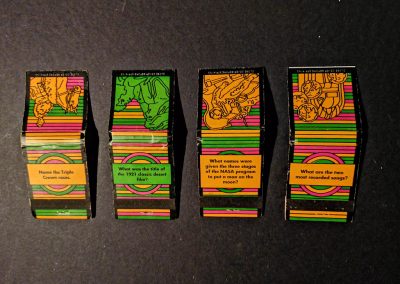 Name the Triple
Crown races.
What was the title of
the 1921 classic desert
film?
What names were
given the three stages
of the NASA program
to put a man on the
moon?
What are the two
most recorded songs?